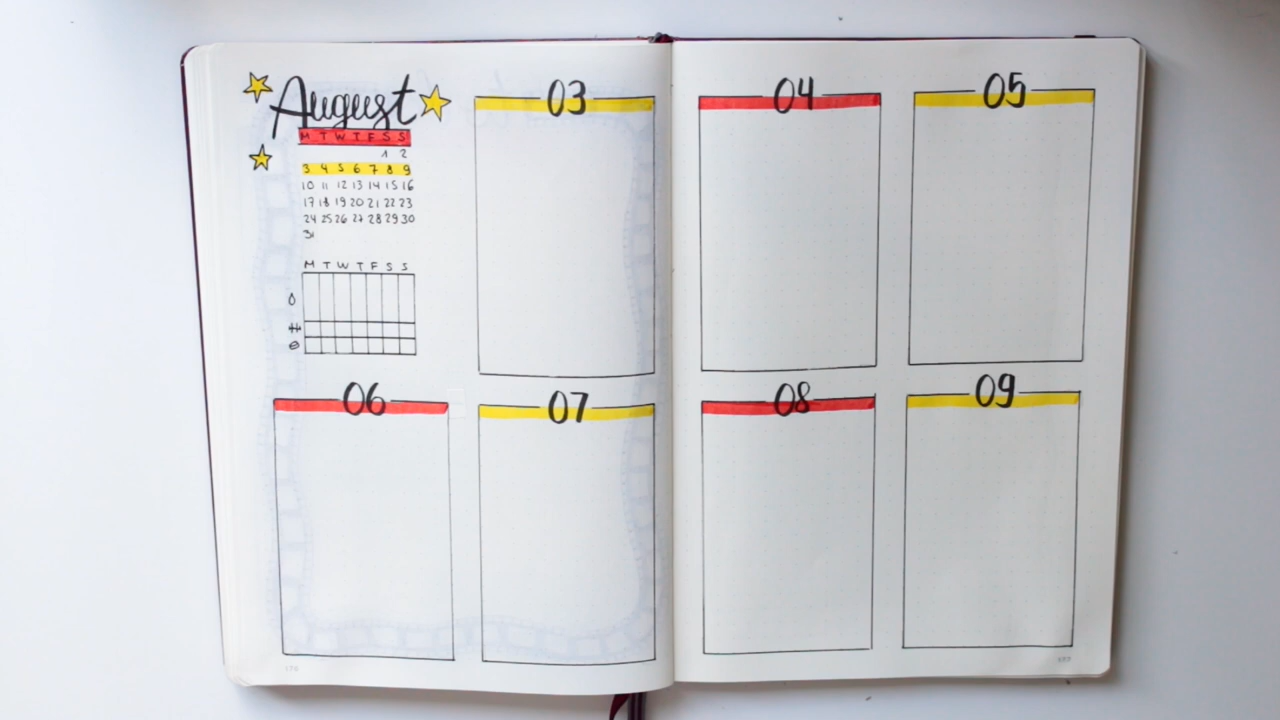 August
M T W T F S S
1 2
3 4 5 6 7 8 9
10 11 12 13 14 15 16
17 18 19 20 21 22 23
24 25 26 27 28 29 30
31
M T W T F S S
03
04
05
06
07
08
09